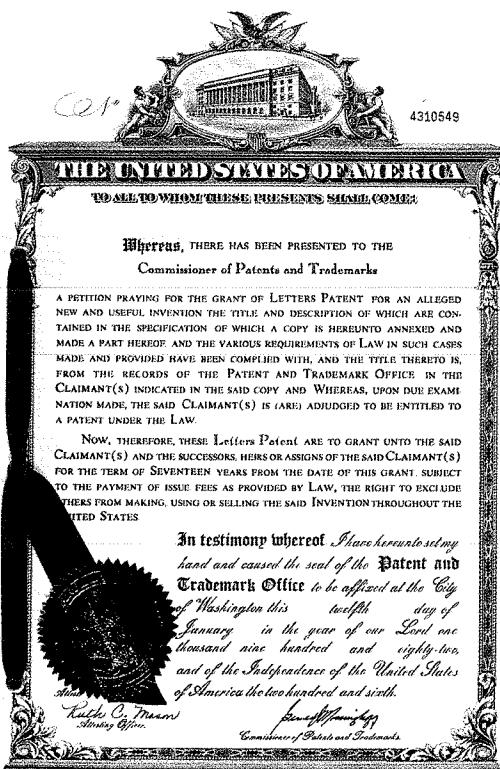 4310549
THE UNITED STATES OF AMERICA
TO ALL TO WHOM THESE PRESENTS SHALL COME:
Whereas, THERE HAS BEEN PRESENTED TO THE
Commissioner of Patents and Trademarks
A PETITION PRAYING FOR THE GRANT OF LETTERS PATENT FOR AN ALLEGED
NEW AND USEFUL INVENTION THE TITLE AND DESCRIPTION OF WHICH ARE CON-
TAINED IN THE SPECIFICATION OF WHICH A COPY IS HEREUNTO ANNEXED AND
MADE A PART HEREOF, AND THE VARIOUS REQUIREMENTS OF LAW IN SUCH CASES
MADE AND PROVIDED HAVE BEEN COMPLIED WITH, AND THE TITLE THERETO IS,
FROM THE RECORDS OF THE PATENT AND TRADEMARK OFFICE IN THE
CLAIMANT(S) INDICATED IN THE SAID COPY AND WHEREAS, UPON DUE EXAMI-
NATION MADE, THE SAID CLAIMANT(S) IS (ARE) ADJUDGED TO BE ENTITLED TO
A PATENT UNDER THE LAW.
NOW, THEREFORE, THESE Letters Patent ARE TO GRANT UNTO THE SAID
CLAIMANT(S) AND THE SUCCESSORS, HEIRS OR ASSIGNS OF THE SAID CLAIMANT(S)
FOR THE TERM OF SEVENTEEN YEARS FROM THE DATE OF THIS GRANT, SUBJECT
TO THE PAYMENT OF ISSUE FEES AS PROVIDED BY LAW, THE RIGHT TO EXCLUDE
THERS FROM MAKING, USING OR SELLING THE SAID INVENTION THROUGHOUT THE
NITED STATES
In testimony whereof I have hereunto set my
hand and caused the seal of the Patent and
Trademark Office to be affixed at the City
of Washington this twelfth day of
January in the year of our Lord one
thousand nine hundred and eighty-two,
and of the Independence of the United States
of America the two hundred and sixth.
Ruth C. Mason
Attesting Officer.
Commissioner of Patents and Trademarks.